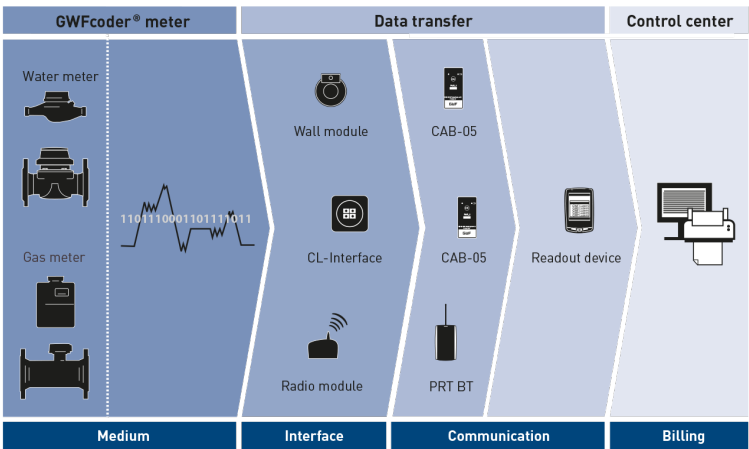 GWFcoder® meter
Data transfer
Control center
Water meter
Gas meter
110111000110111011
Wall module
CAB-05
CL-Interface
CAB-05
Readout device
Radio module
PRT BT
Medium
Interface
Communication
Billing